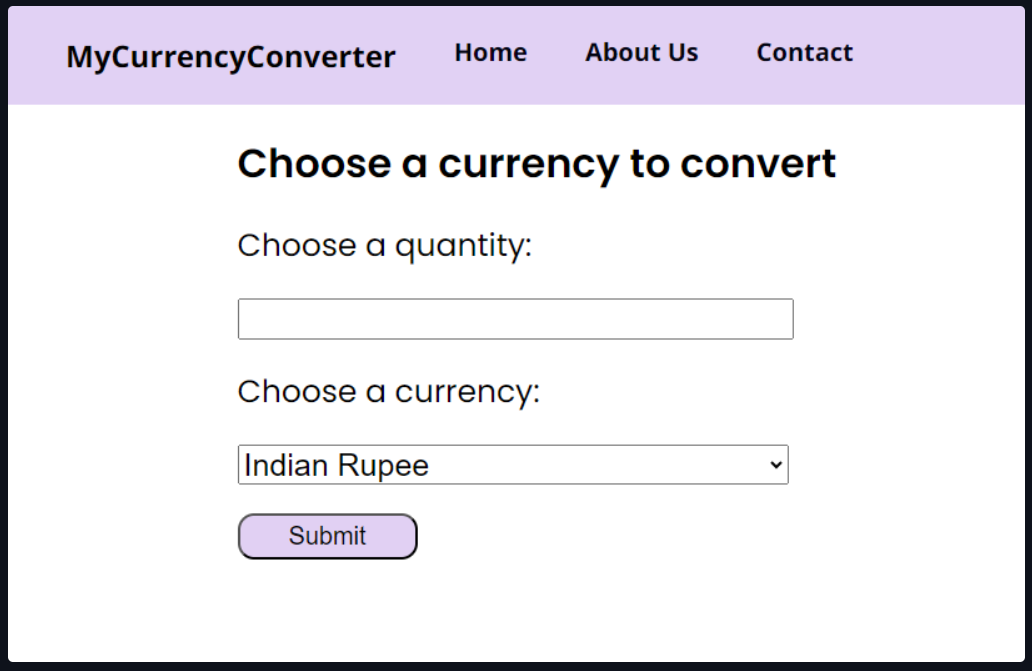 MyCurrencyConverter Home About Us Contact
Choose a currency to convert
Choose a quantity:
Choose a currency:
Indian Rupee
Submit